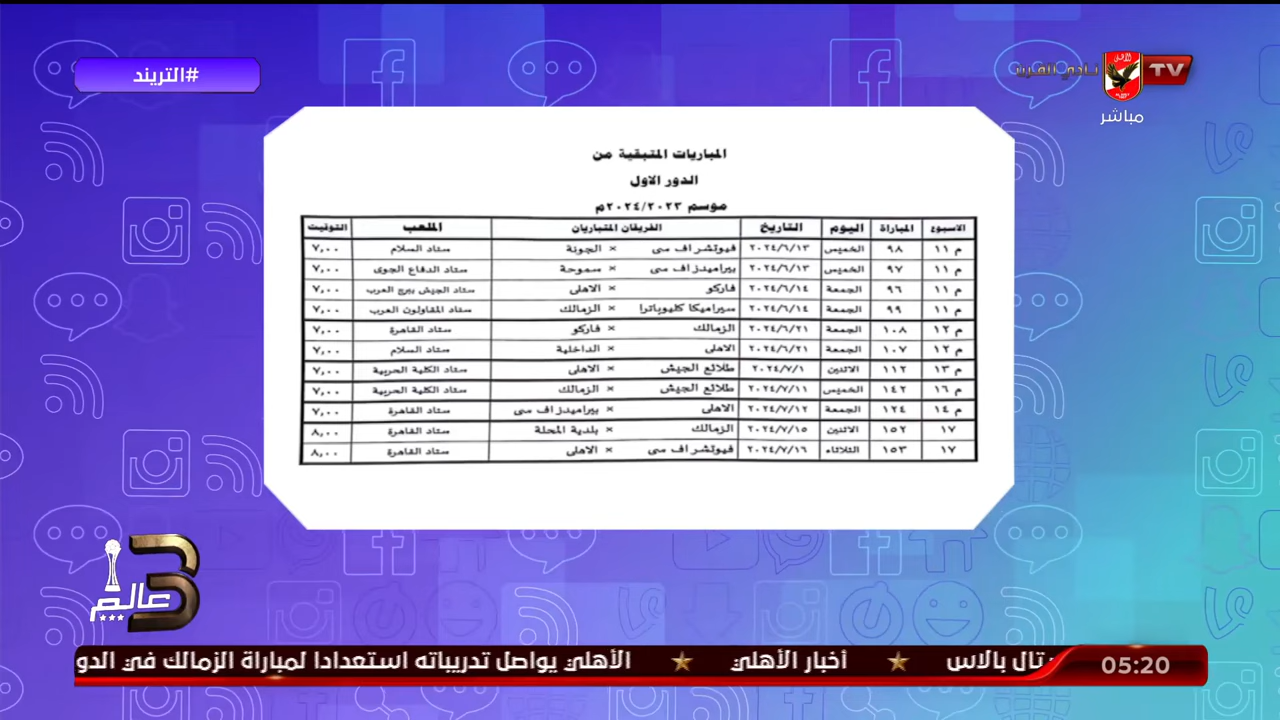 #التريند
نادي القرن
TV
مباشر
المباريات المتبقية من
الدور الاول
موسم ٢٠٢٤/٢٠٢٣م
الاسبوع المباراة اليوم التاريخ الفريقان المتباريان الملعب التوقيت
م ١١ ٩٨ الخميس ٢٠٢٤/٦/١٣ فيوتشر اف سى × الجونة ستاد السلام ٧,٠٠
م ١١ ٩٧ الخميس ٢٠٢٤/٦/١٣ بيراميدز اف سى × سموحة ستاد الدفاع الجوى ٧,٠٠
م ١١ ٩٦ الجمعة ٢٠٢٤/٦/١٤ فاركو × الاهلى ستاد الجيش ببرج العرب ٧,٠٠
م ١١ ٩٩ الجمعة ٢٠٢٤/٦/١٤ سيراميكا كليوباترا × الزمالك ستاد المقاولون العرب ٧,٠٠
م ١٢ ١٠٨ الجمعة ٢٠٢٤/٦/٢١ الزمالك × فاركو ستاد القاهرة ٧,٠٠
م ١٢ ١٠٧ الجمعة ٢٠٢٤/٦/٢١ الاهلى × الداخلية ستاد السلام ٧,٠٠
م ١٣ ١١٢ الاثنين ٢٠٢٤/٧/١ طلائع الجيش × الاهلى ستاد الكلية الحربية ٧,٠٠
م ١٦ ١٤٢ الخميس ٢٠٢٤/٧/١١ طلائع الجيش × الزمالك ستاد الكلية الحربية ٧,٠٠
م ١٤ ١٢٤ الجمعة ٢٠٢٤/٧/١٢ الاهلى × بيراميدز اف سى ستاد القاهرة ٧,٠٠
١٧ ١٥٢ الاثنين ٢٠٢٤/٧/١٥ الزمالك × بلدية المحلة ستاد القاهرة ٨,٠٠
١٧ ١٥٣ الثلاثاء ٢٠٢٤/٧/١٦ فيوتشر اف سى × الاهلى ستاد القاهرة ٨,٠٠
عالم 3
05:20 ستال بالاس ★ أخبار الأهلي ★ الأهلي يواصل تدريباته استعدادا لمباراة الزمالك في الدو